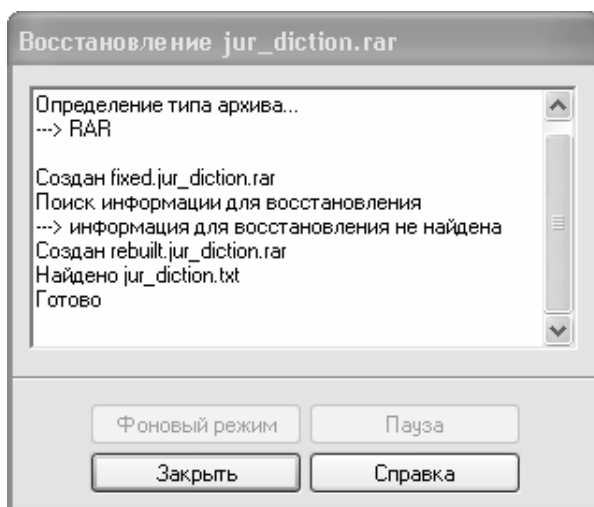 Восстановление jur_diction.rar
Определение типа архива...
---> RAR
Создан fixed.jur_diction.rar
Поиск информации для восстановления
---> информация для восстановления не найдена
Создан rebuilt.jur_diction.rar
Найдено jur_diction.txt
Готово
Фоновый режим
Пауза
Закрыть
Справка